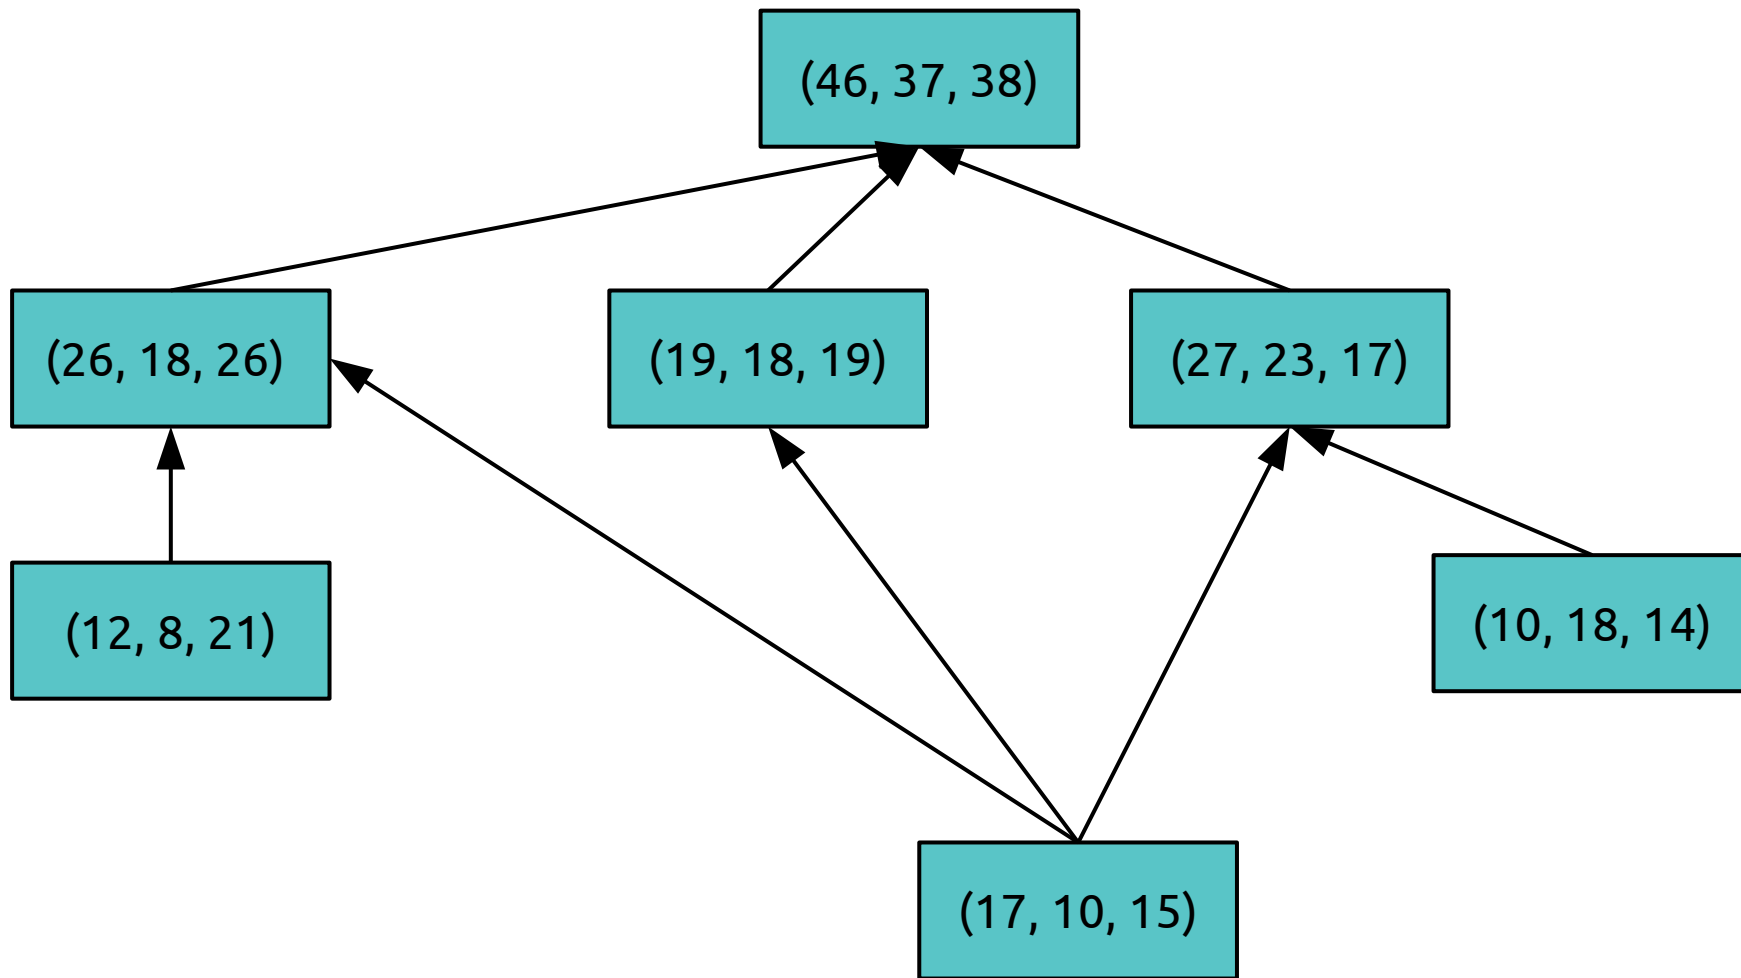 (46, 37, 38)
(26, 18, 26)
(19, 18, 19)
(27, 23, 17)
(12, 8, 21)
(10, 18, 14)
(17, 10, 15)